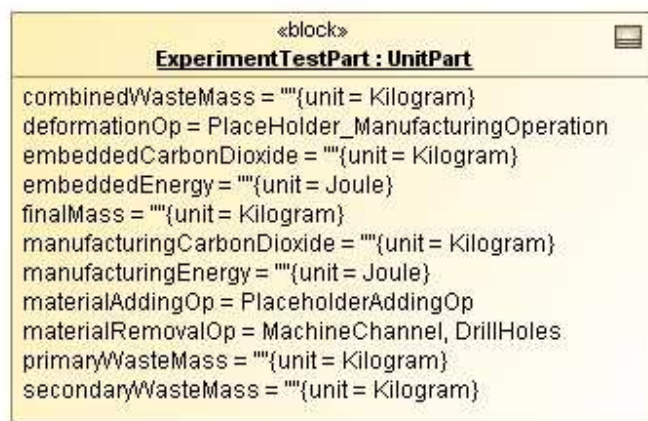 «block»
ExperimentTestPart : UnitPart
combinedWasteMass = ""{unit = Kilogram}
deformationOp = PlaceHolder_ManufacturingOperation
embeddedCarbonDioxide = ""{unit = Kilogram}
embeddedEnergy = ""{unit = Joule}
finalMass = ""{unit = Kilogram}
manufacturingCarbonDioxide = ""{unit = Kilogram}
manufacturingEnergy = ""{unit = Joule}
materialAddingOp = PlaceholderAddingOp
materialRemovalOp = MachineChannel, DrillHoles
primaryWasteMass = ""{unit = Kilogram}
secondaryWasteMass = ""{unit = Kilogram}